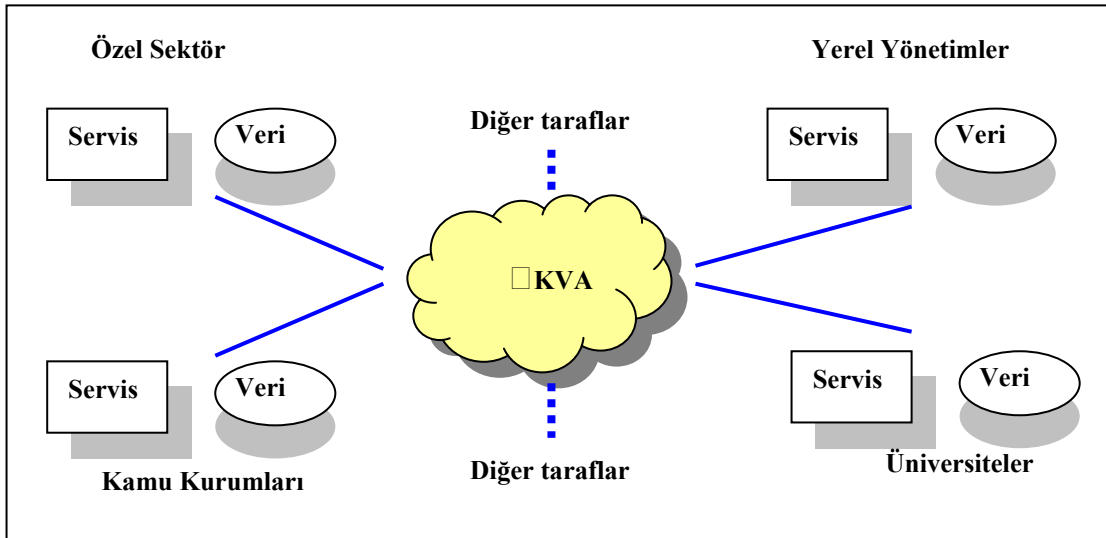 Özel Sektör
Yerel Yönetimler
Servis
Veri
Diğer taraflar
Servis
Veri
□KVA
Servis
Veri
Servis
Veri
Kamu Kurumları
Diğer taraflar
Üniversiteler